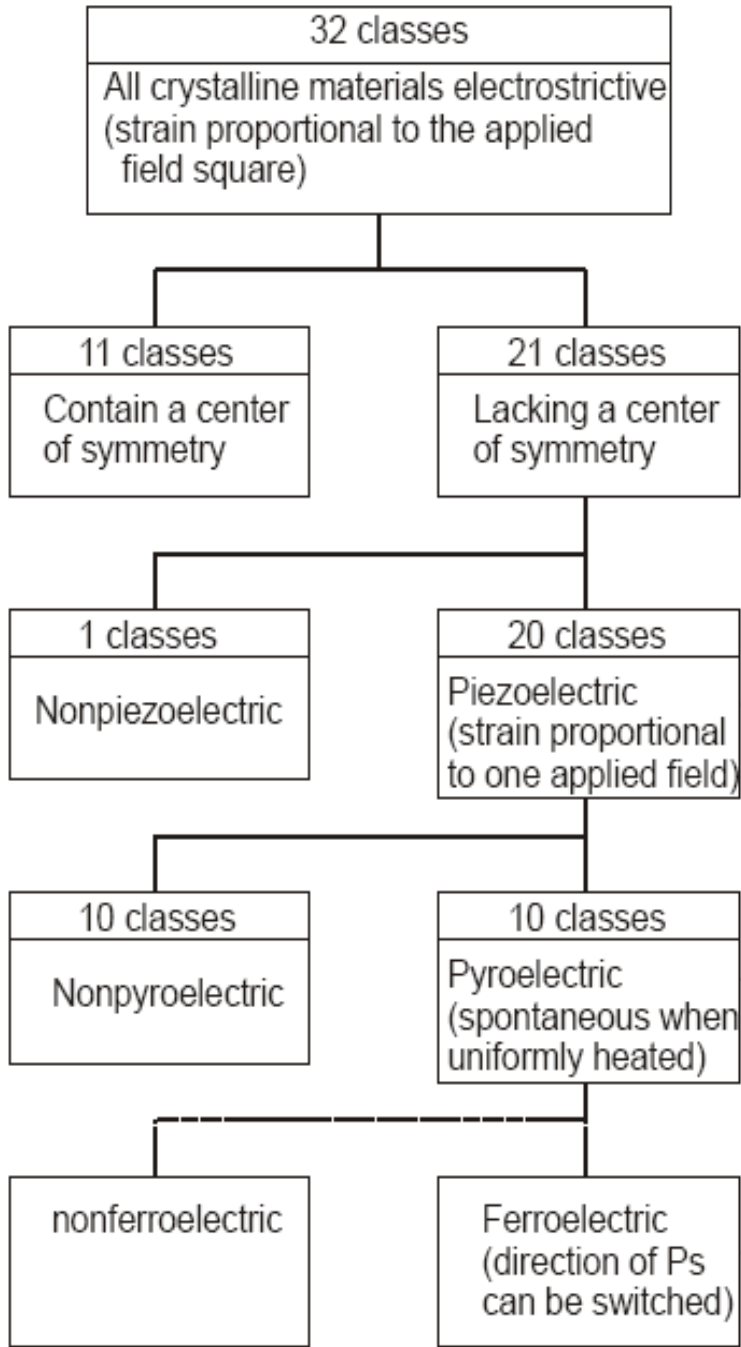 32 classes
All crystalline materials electrostrictive
(strain proportional to the applied
field square)
11 classes
Contain a center
of symmetry
21 classes
Lacking a center
of symmetry
1 classes
Nonpiezoelectric
20 classes
Piezoelectric
(strain proportional
to one applied field)
10 classes
Nonpyroelectric
10 classes
Pyroelectric
(spontaneous when
uniformly heated)
nonferroelectric
Ferroelectric
(direction of Ps
can be switched)